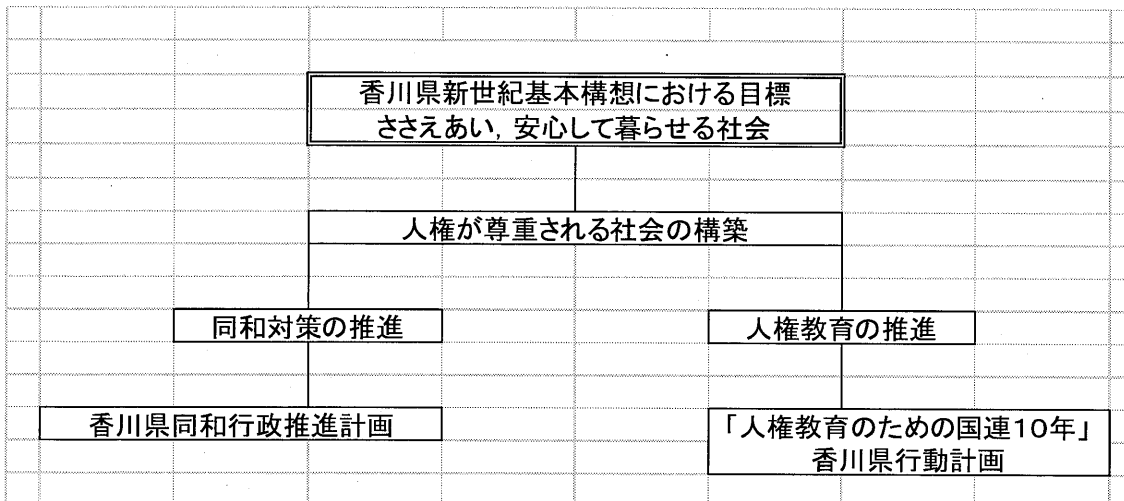 香川県新世紀基本構想における目標
ささえあい，安心して暮らせる社会
人権が尊重される社会の構築
同和対策の推進
人権教育の推進
香川県同和行政推進計画
「人権教育のための国連１０年」
香川県行動計画